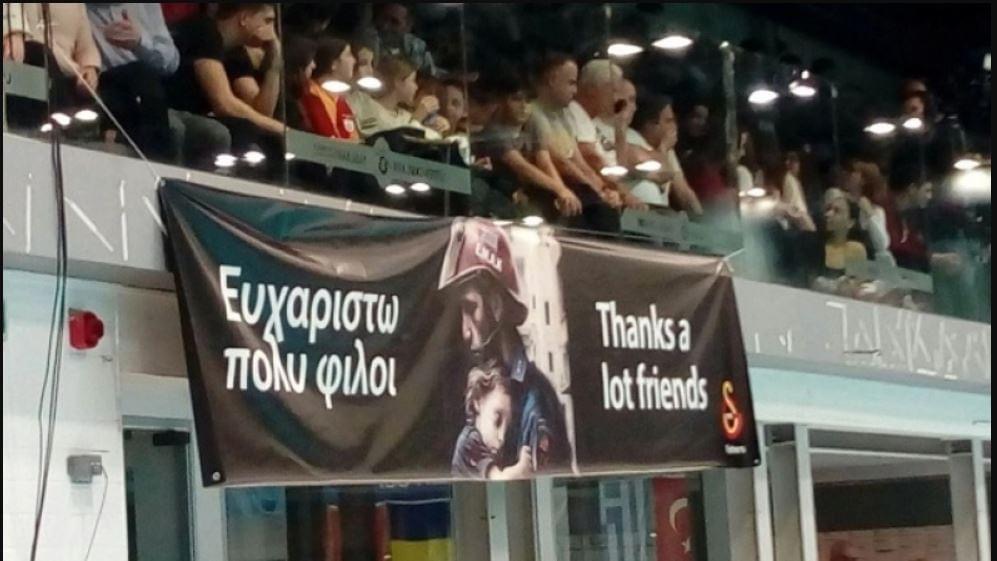 Ευχαριστω
πολυ φιλοι
Thanks a
lot friends